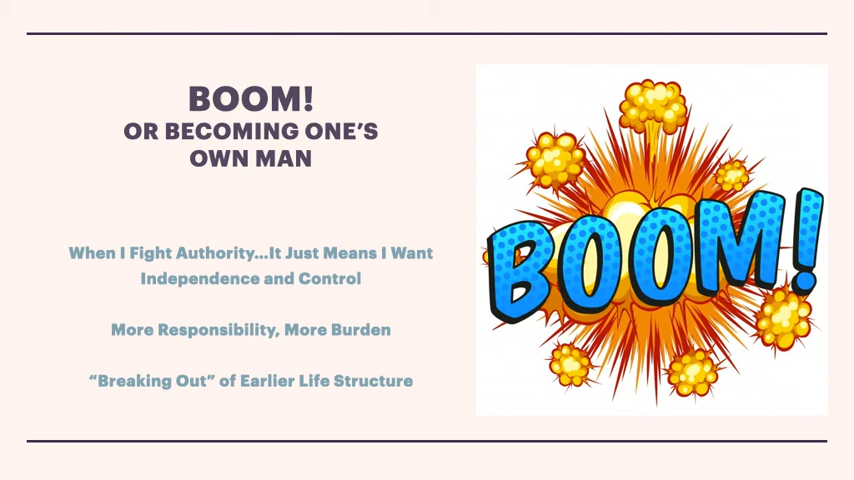 BOOM!
OR BECOMING ONE’S
OWN MAN
When I Fight Authority...It Just Means I Want
Independence and Control
More Responsibility, More Burden
“Breaking Out” of Earlier Life Structure
BOOM!